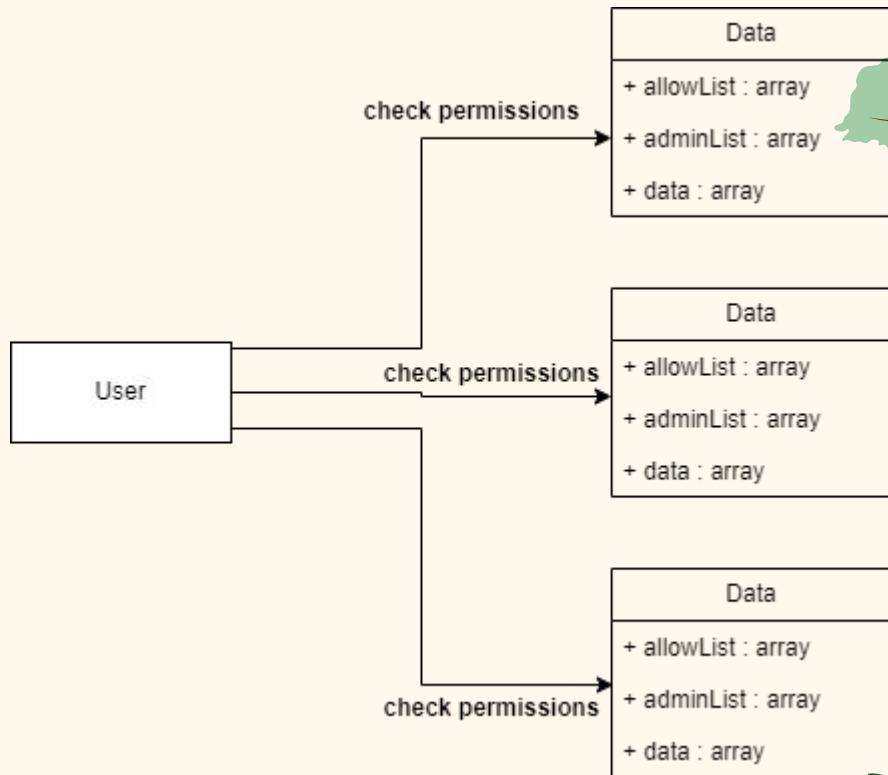 Data
+ allowList : array
check permissions
+ adminList : array
+ data : array
Data
User
check permissions
+ allowList : array
+ adminList : array
+ data : array
Data
+ allowList : array
check permissions
+ adminList : array
+ data : array